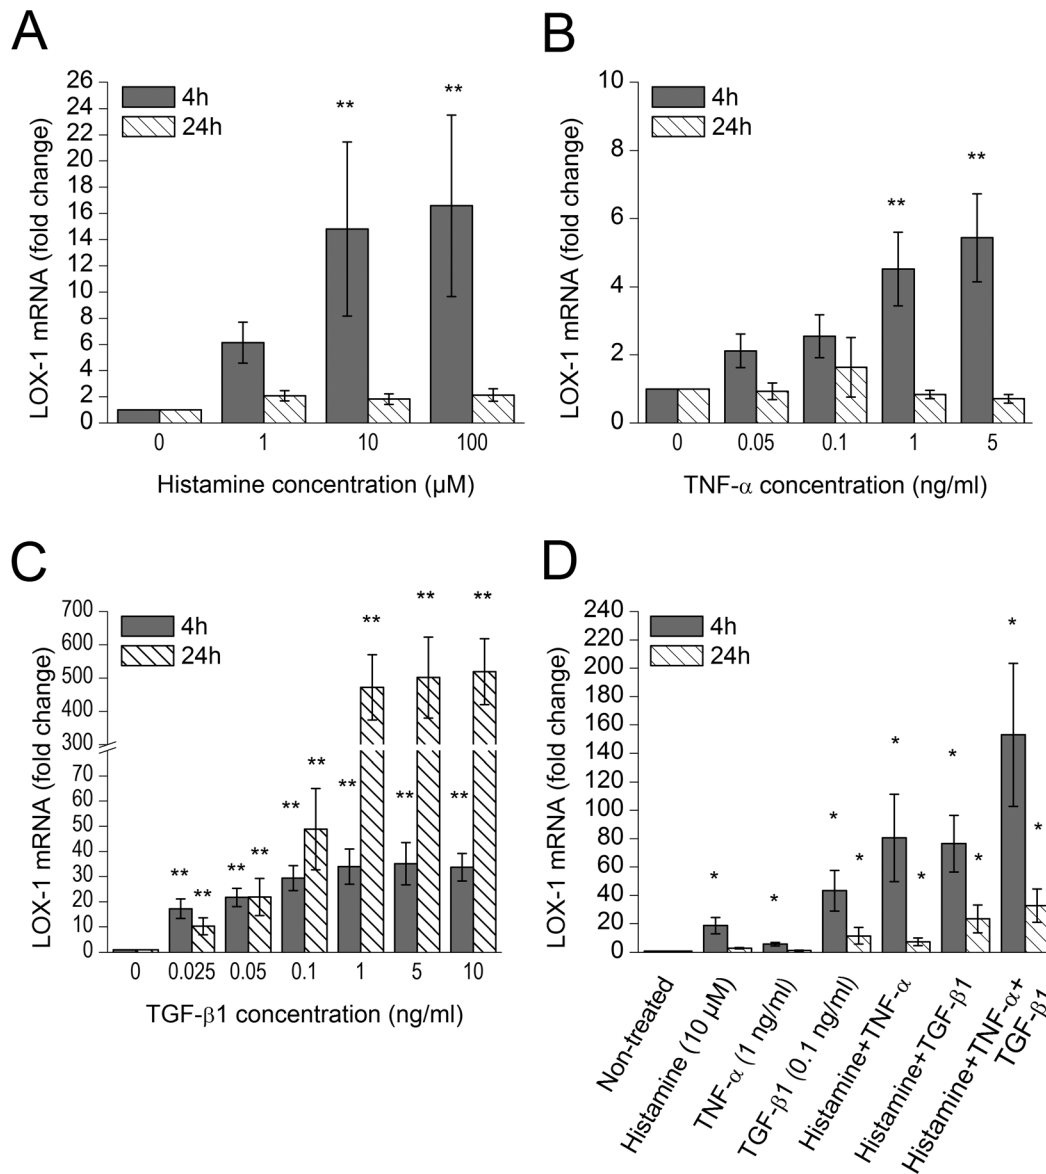 A
LOX-1 mRNA (fold change)
26
24
22
20
18
16
14
12
10
8
6
4
2
0
4h
24h
**
**
0 1 10 100
Histamine concentration (µM)
B
LOX-1 mRNA (fold change)
10
8
6
4
2
0
4h
24h
**
**
0 0.05 0.1 1 5
TNF-α concentration (ng/ml)
C
LOX-1 mRNA (fold change)
700
600
500
400
300
70
60
50
40
30
20
10
0
4h
24h
** ** **
** ** ** ** ** ** ** ** **
0 0.025 0.05 0.1 1 5 10
TGF-β1 concentration (ng/ml)
D
LOX-1 mRNA (fold change)
240
220
200
180
160
140
120
100
80
60
40
20
0
4h
24h
* * * * * * * * * *
Non-treated
Histamine (10 µM)
TNF-α (1 ng/ml)
TGF-β1 (0.1 ng/ml)
Histamine+TNF-α
Histamine+TGF-β1
Histamine+TNF-α+
TGF-β1